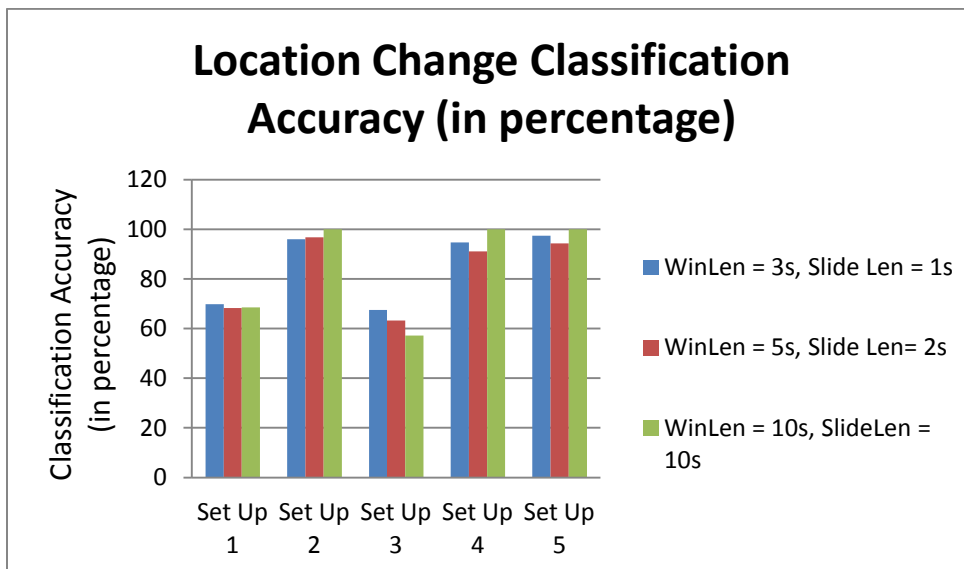 Location Change Classification
Accuracy (in percentage)
Classification Accuracy
(in percentage)
120
100
80
60
40
20
0
Set Up
1
Set Up
2
Set Up
3
Set Up
4
Set Up
5
WinLen = 3s, Slide Len = 1s
WinLen = 5s, Slide Len= 2s
WinLen = 10s, SlideLen =
10s